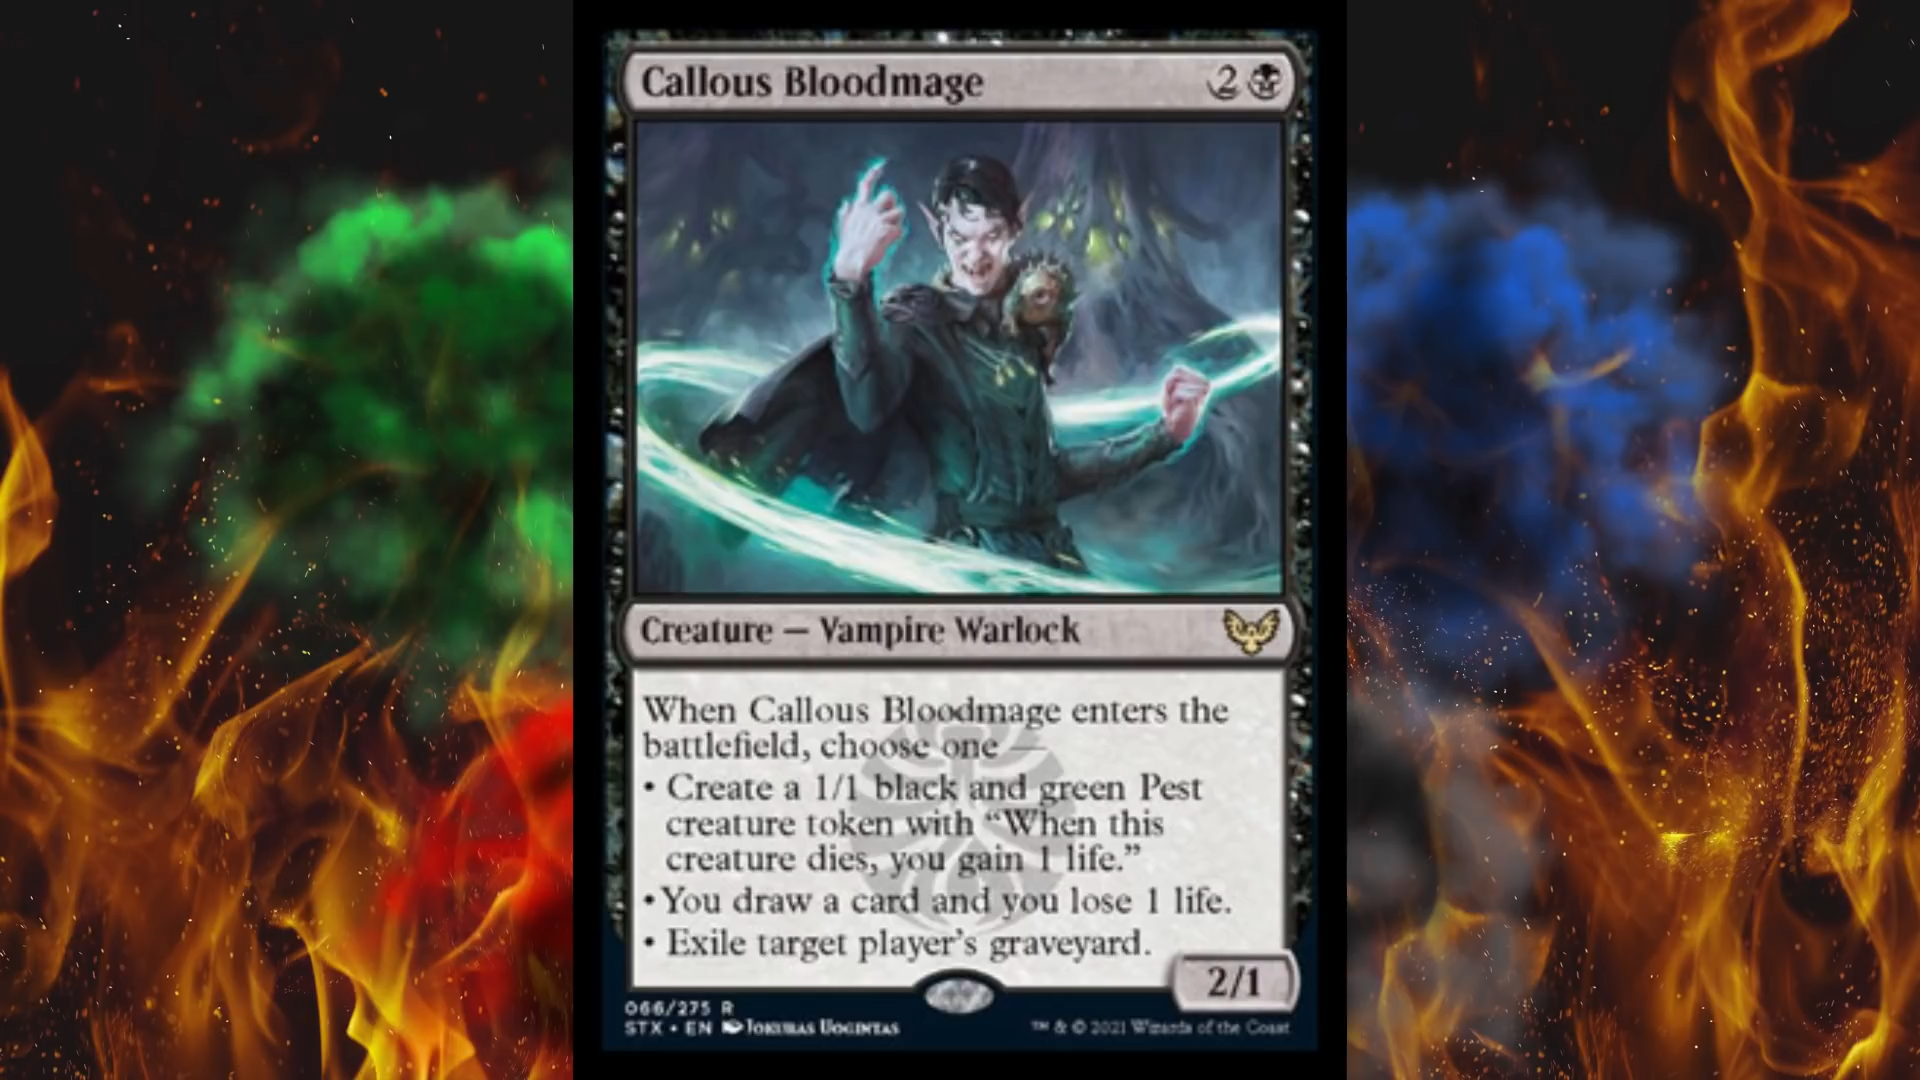 Callous Bloodmage 2
Creature — Vampire Warlock
When Callous Bloodmage enters the
battlefield, choose one —
• Create a 1/1 black and green Pest
creature token with “When this
creature dies, you gain 1 life.”
• You draw a card and you lose 1 life.
• Exile target player's graveyard.
2/1
066/275 R
STX • EN Jokubas Uogintas
™ & © 2021 Wizards of the Coast